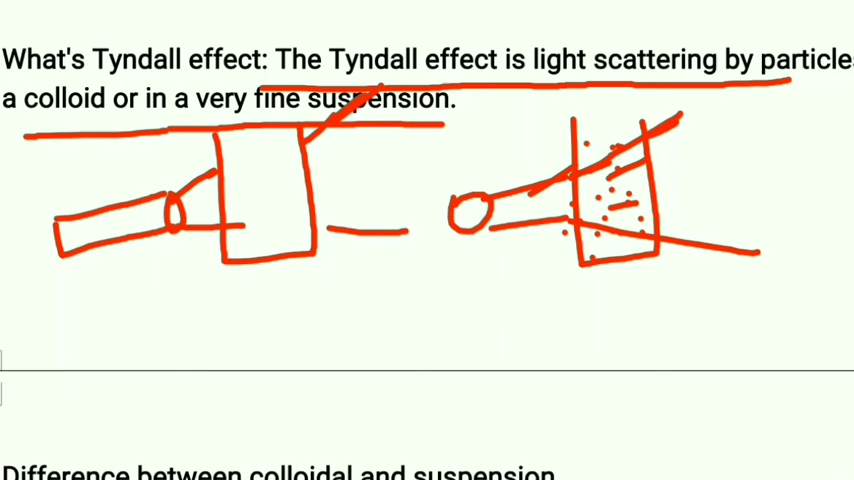 What's Tyndall effect: The Tyndall effect is light scattering by particle
a colloid or in a very fine suspension.
Difference between colloidal and suspension